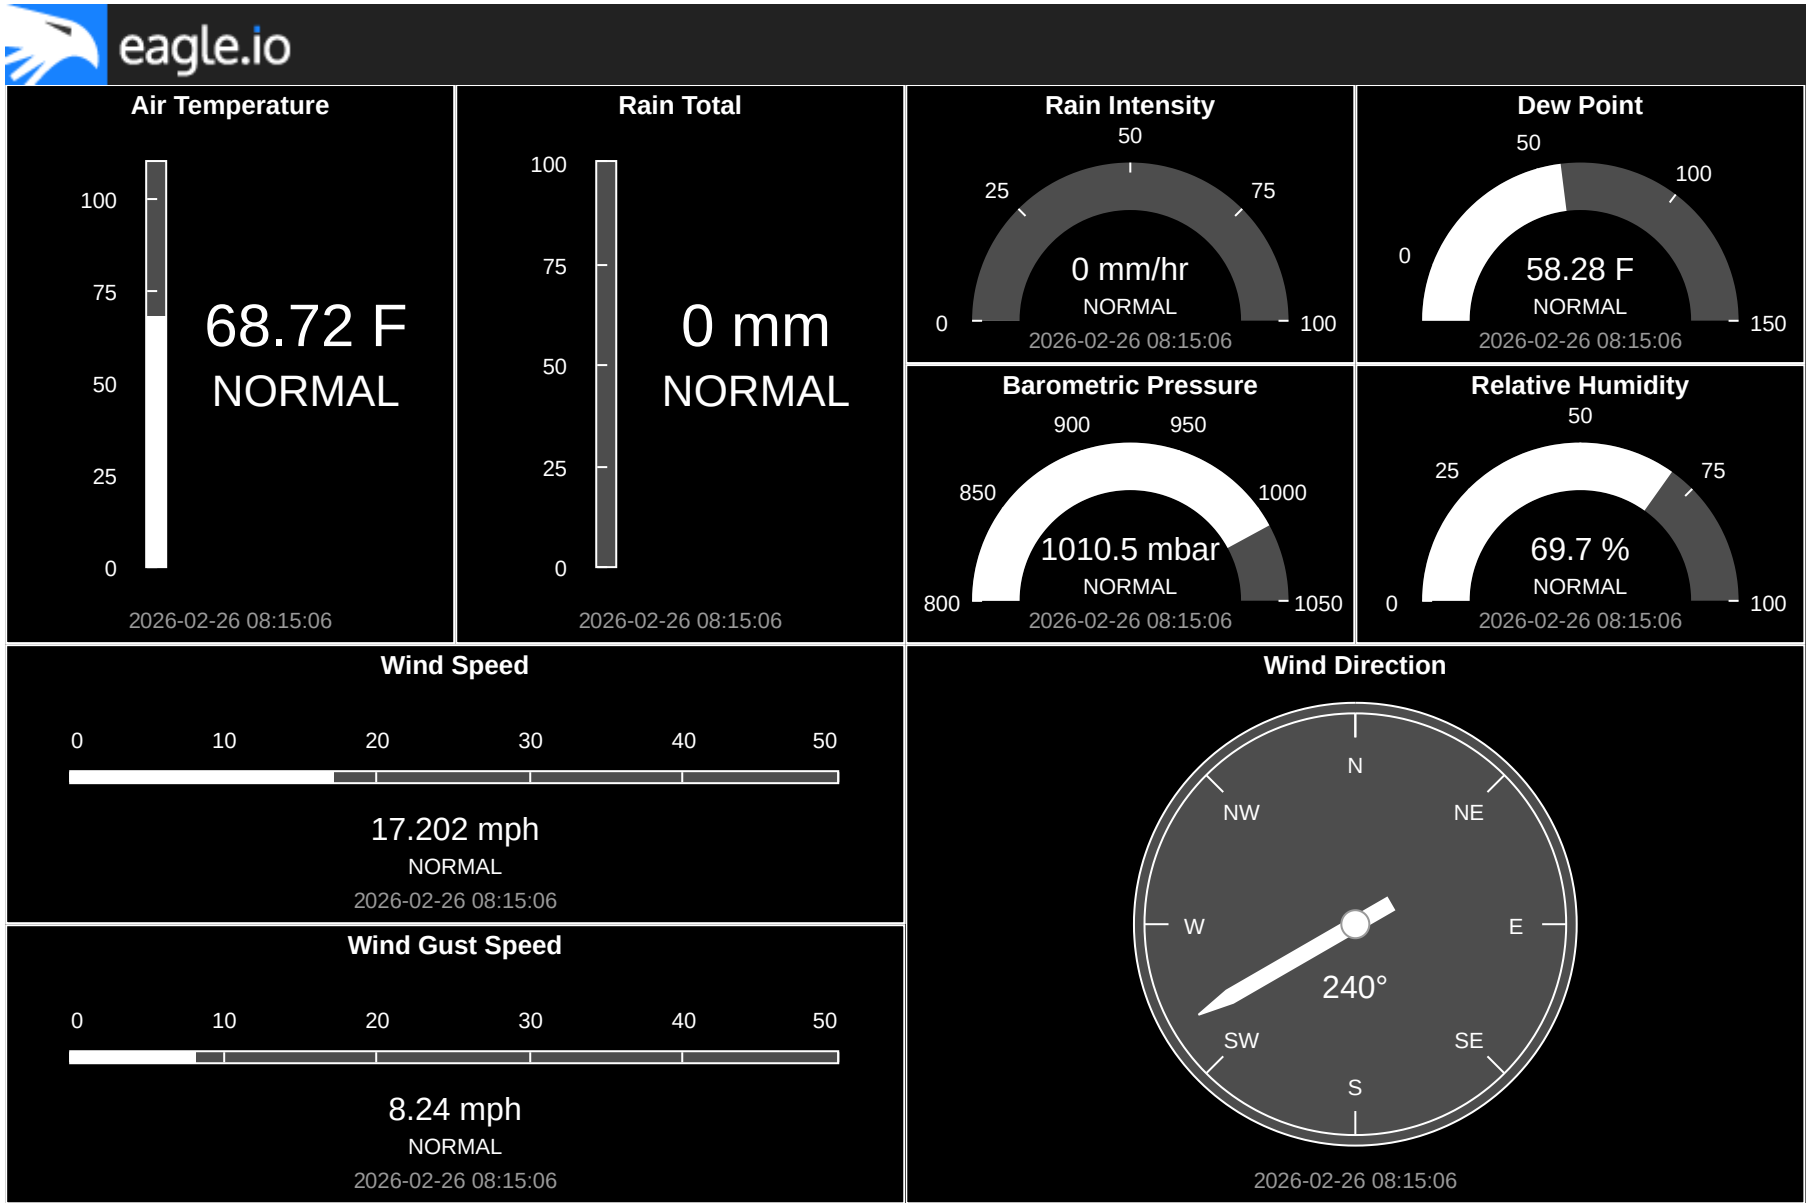 eagle.io
Air Temperature
100
75
50
25
0
68.72 F
NORMAL
2026-02-26 08:15:06
Rain Total
100
75
50
25
0
0 mm
NORMAL
2026-02-26 08:15:06
Rain Intensity
50
25
75
0 mm/hr
NORMAL
0
100
2026-02-26 08:15:06
Dew Point
50
100
0
58.28 F
NORMAL
150
2026-02-26 08:15:06
Barometric Pressure
900
950
850
1000
1010.5 mbar
NORMAL
800
1050
2026-02-26 08:15:06
Relative Humidity
50
25
75
69.7 %
NORMAL
0
100
2026-02-26 08:15:06
Wind Speed
0 10 20 30 40 50
17.202 mph
NORMAL
2026-02-26 08:15:06
Wind Gust Speed
0 10 20 30 40 50
8.24 mph
NORMAL
2026-02-26 08:15:06
Wind Direction
N
NW NE
W E
240°
SW SE
S
2026-02-26 08:15:06